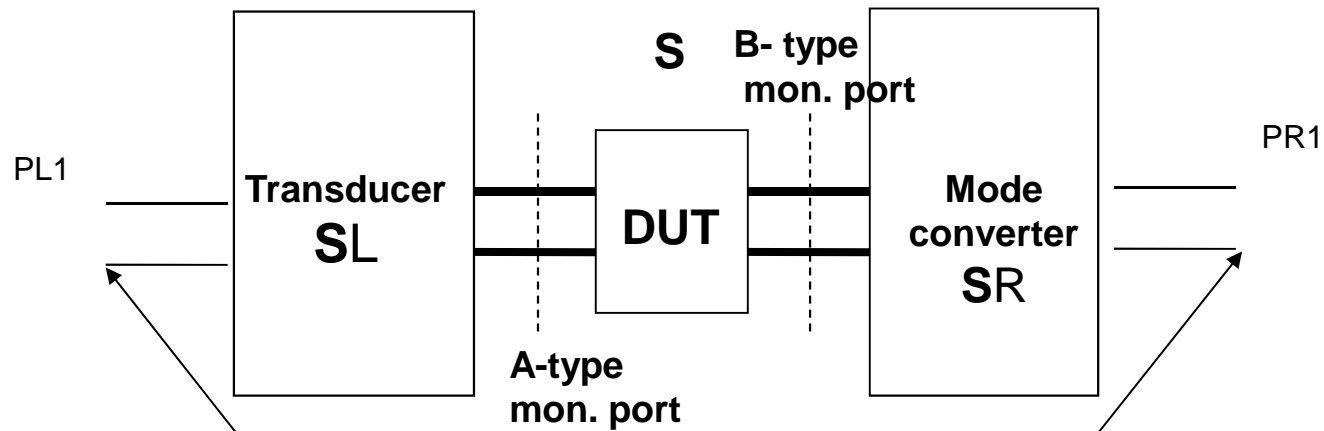 PL1
Transducer
SL
A-type
mon. port
S
DUT
B- type
mon. port
Mode
converter
SR
PR1